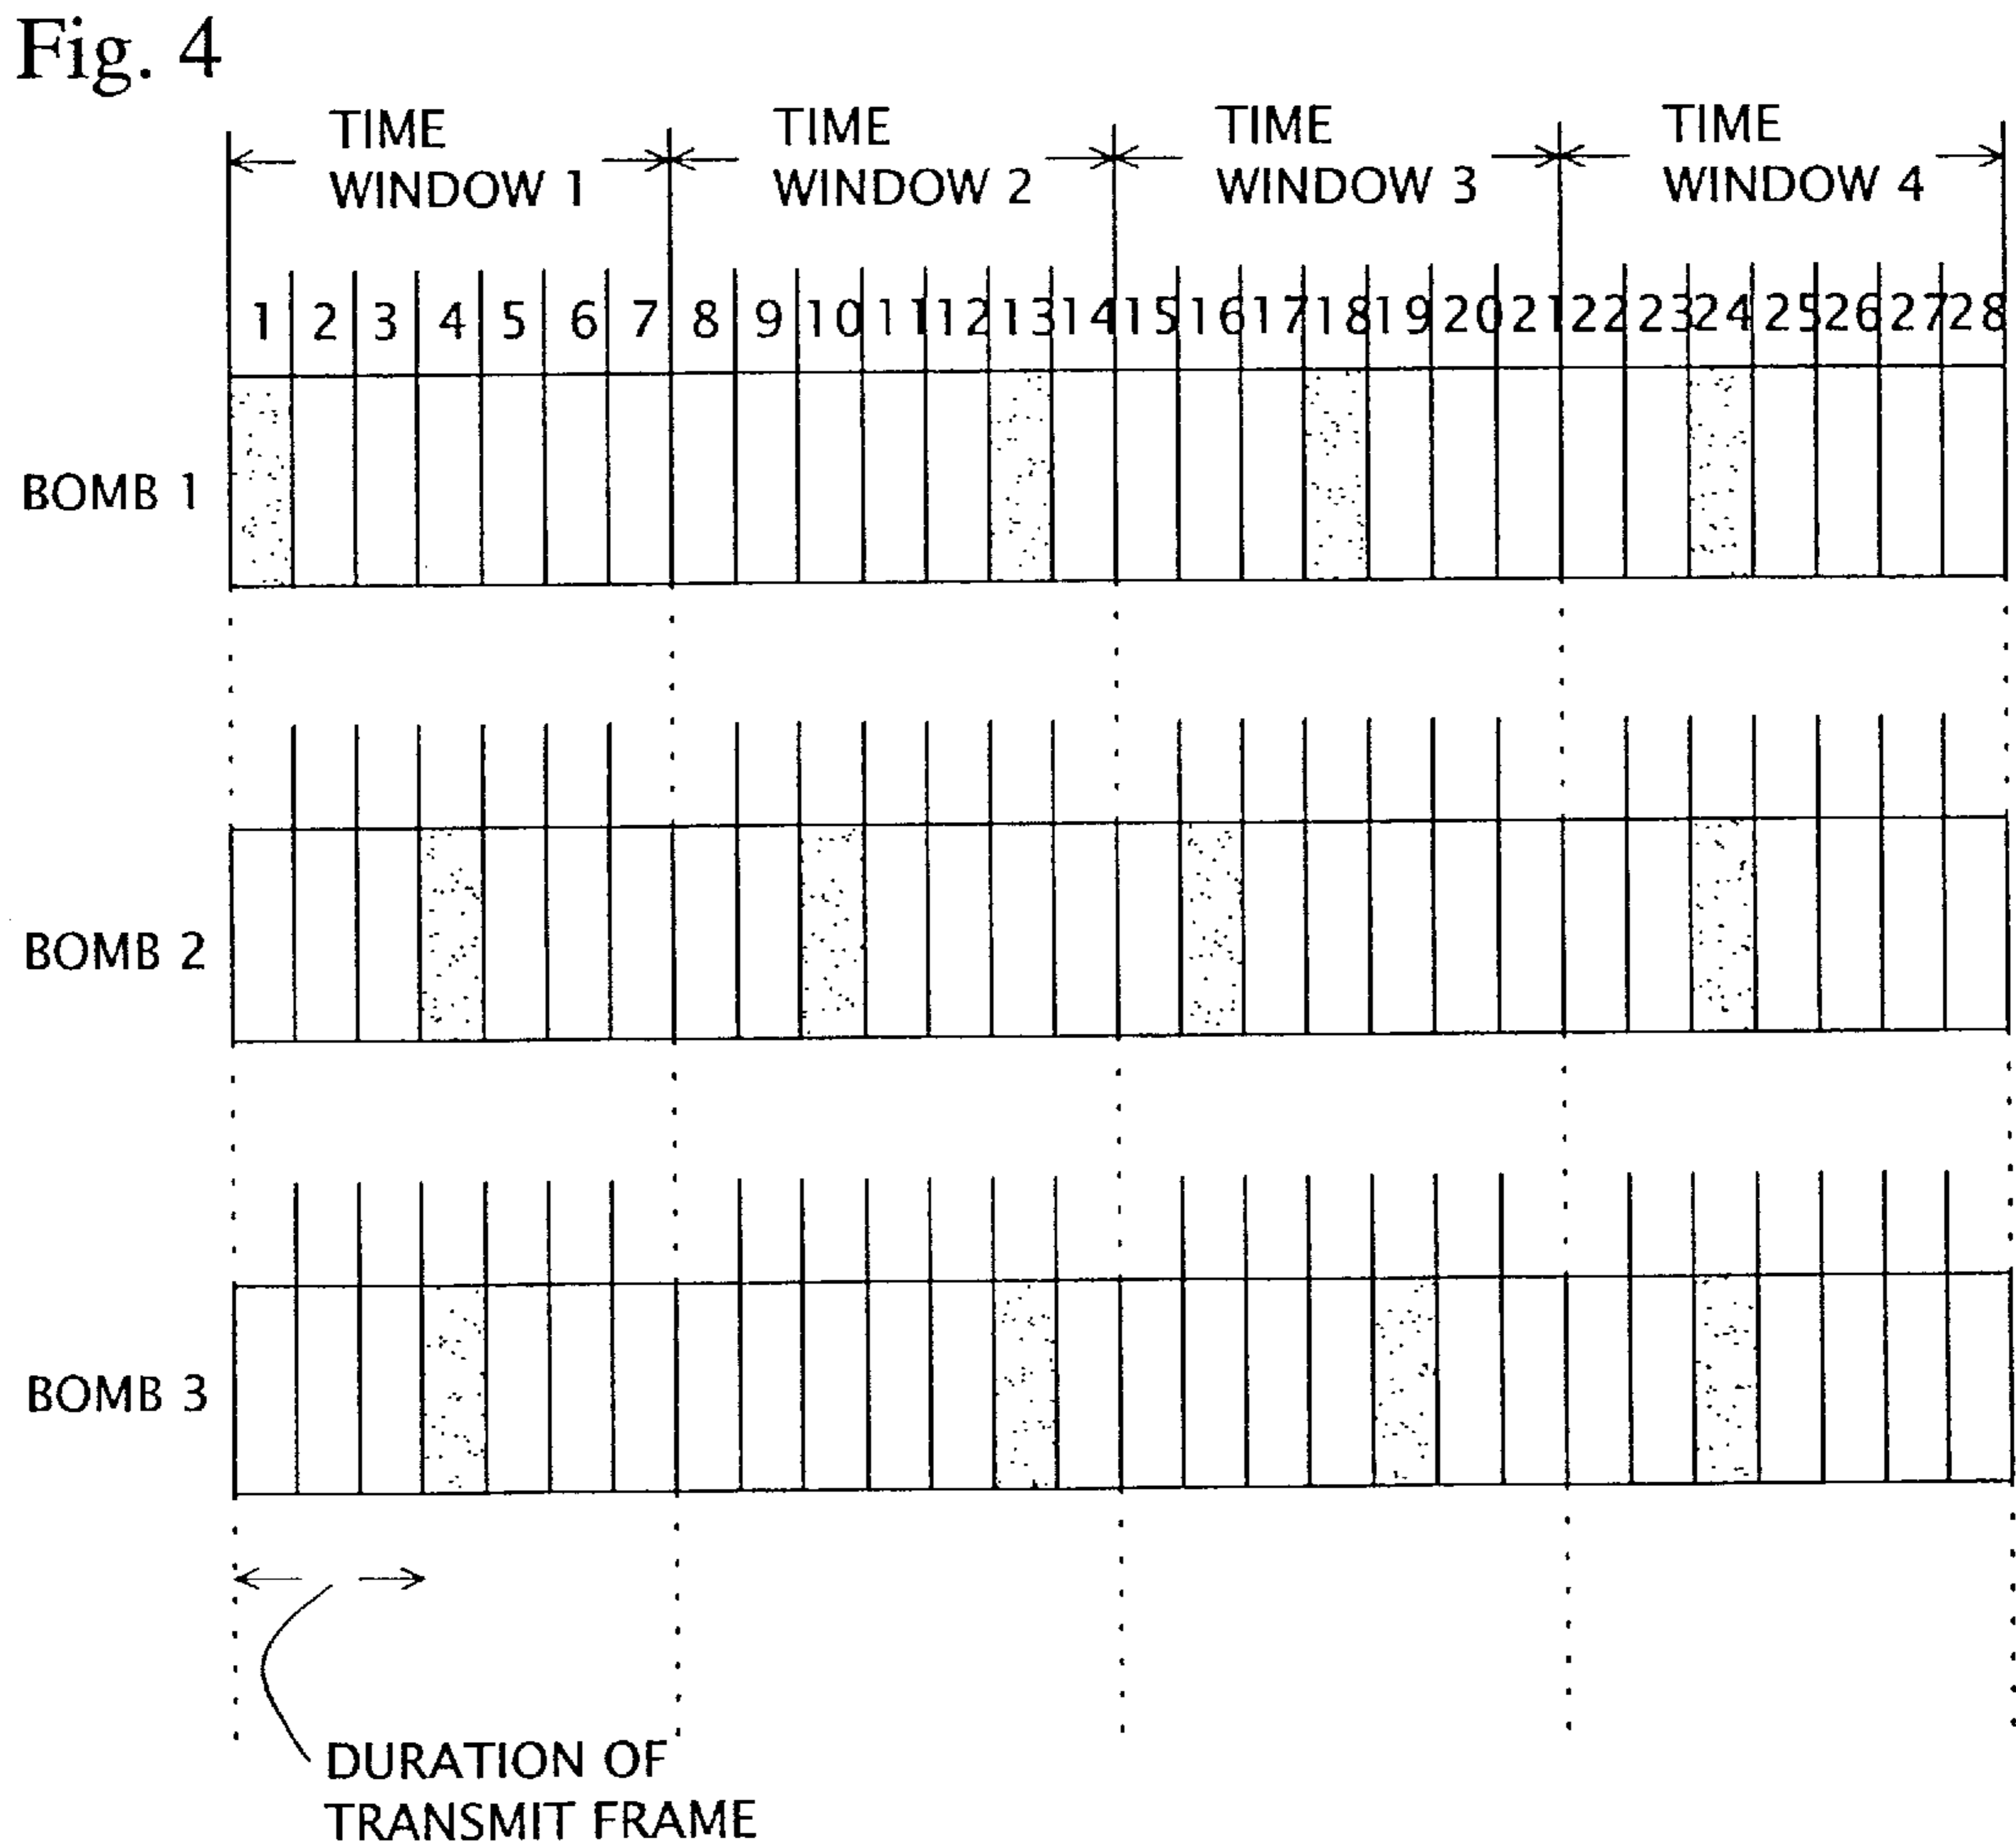 Fig. 4
TIME WINDOW 1
TIME WINDOW 2
TIME WINDOW 3
TIME WINDOW 4
1 2 3 4 5 6 7 8 9 10 11 12 13 14 15 16 17 18 19 20 21 22 23 24 25 26 27 28
BOMB 1
BOMB 2
BOMB 3
DURATION OF
TRANSMIT FRAME